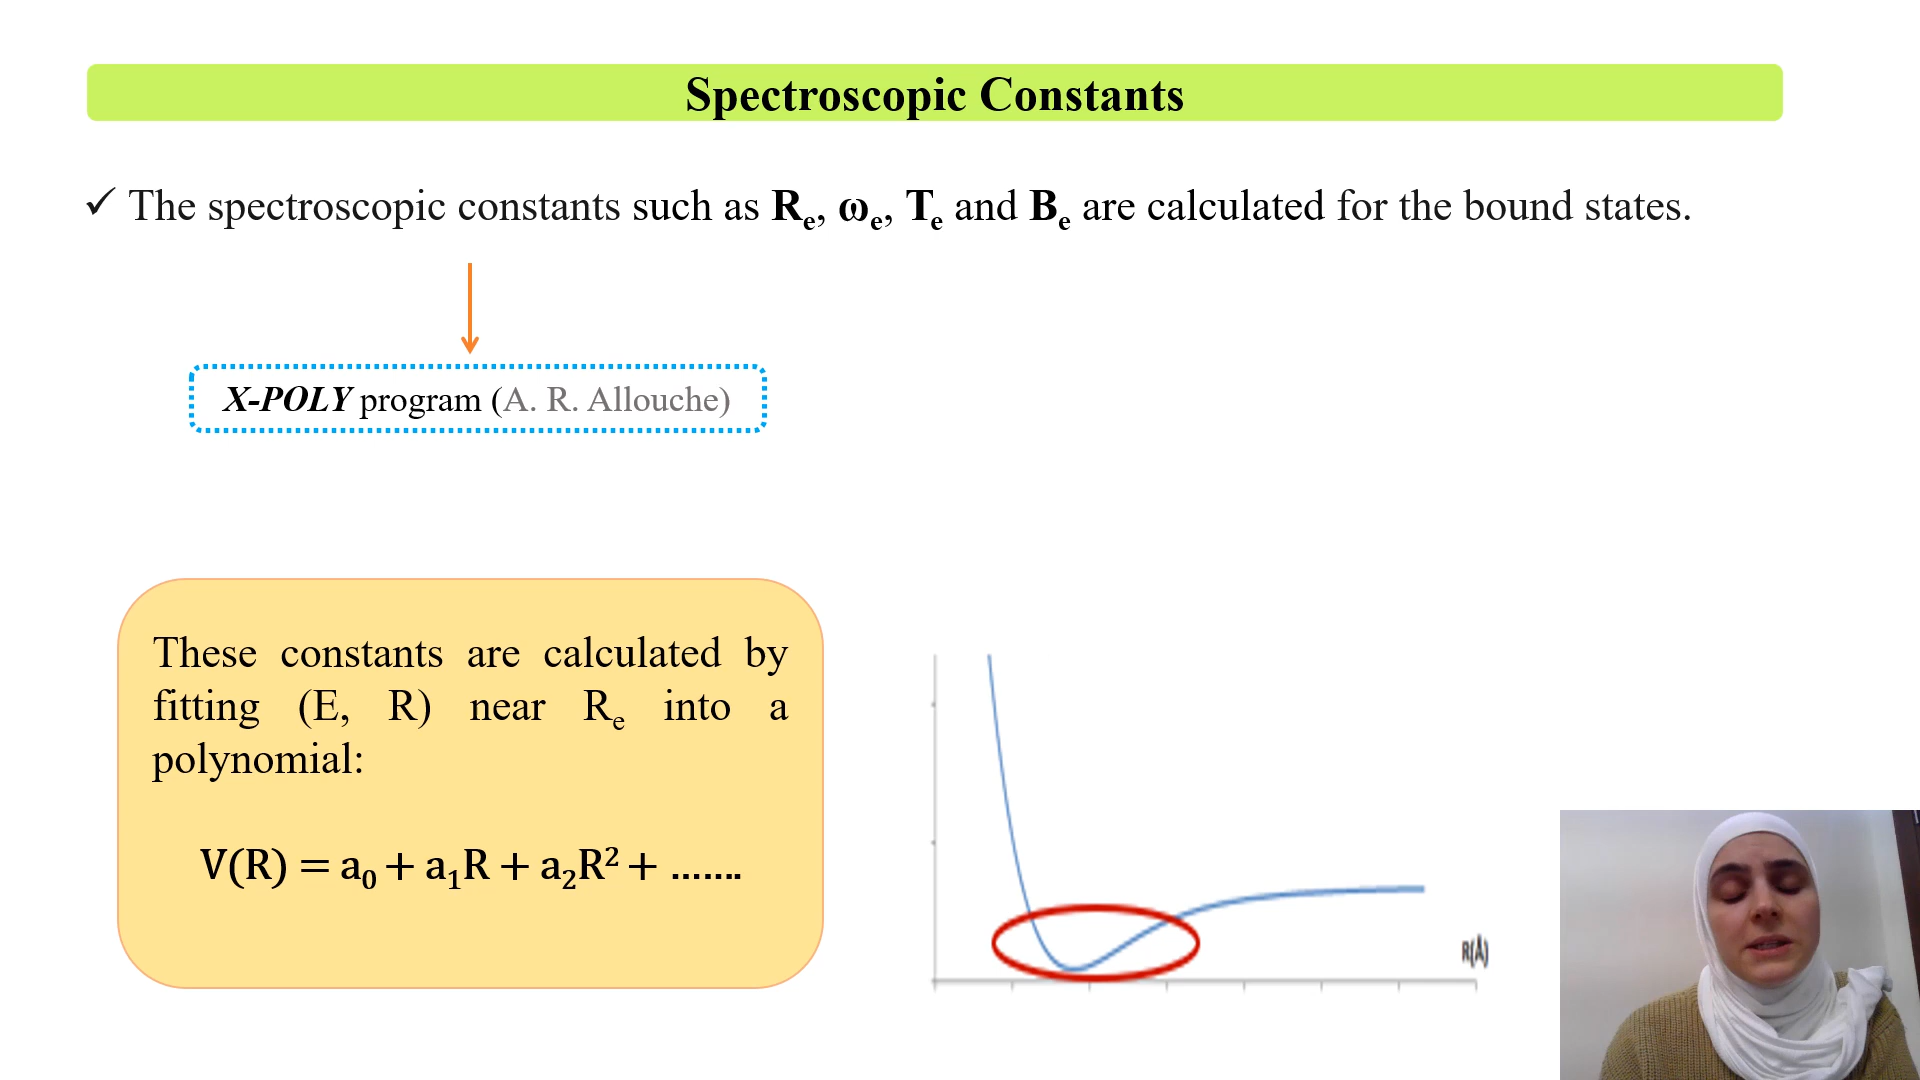 Spectroscopic Constants
✓ The spectroscopic constants such as Rₑ, ωₑ, Tₑ and Bₑ are calculated for the bound states.
X-POLY program (A. R. Allouche)
These constants are calculated by
fitting (E, R) near Rₑ into a
polynomial:
V(R) = a₀ + a₁R + a₂R² + .......
R(Å)